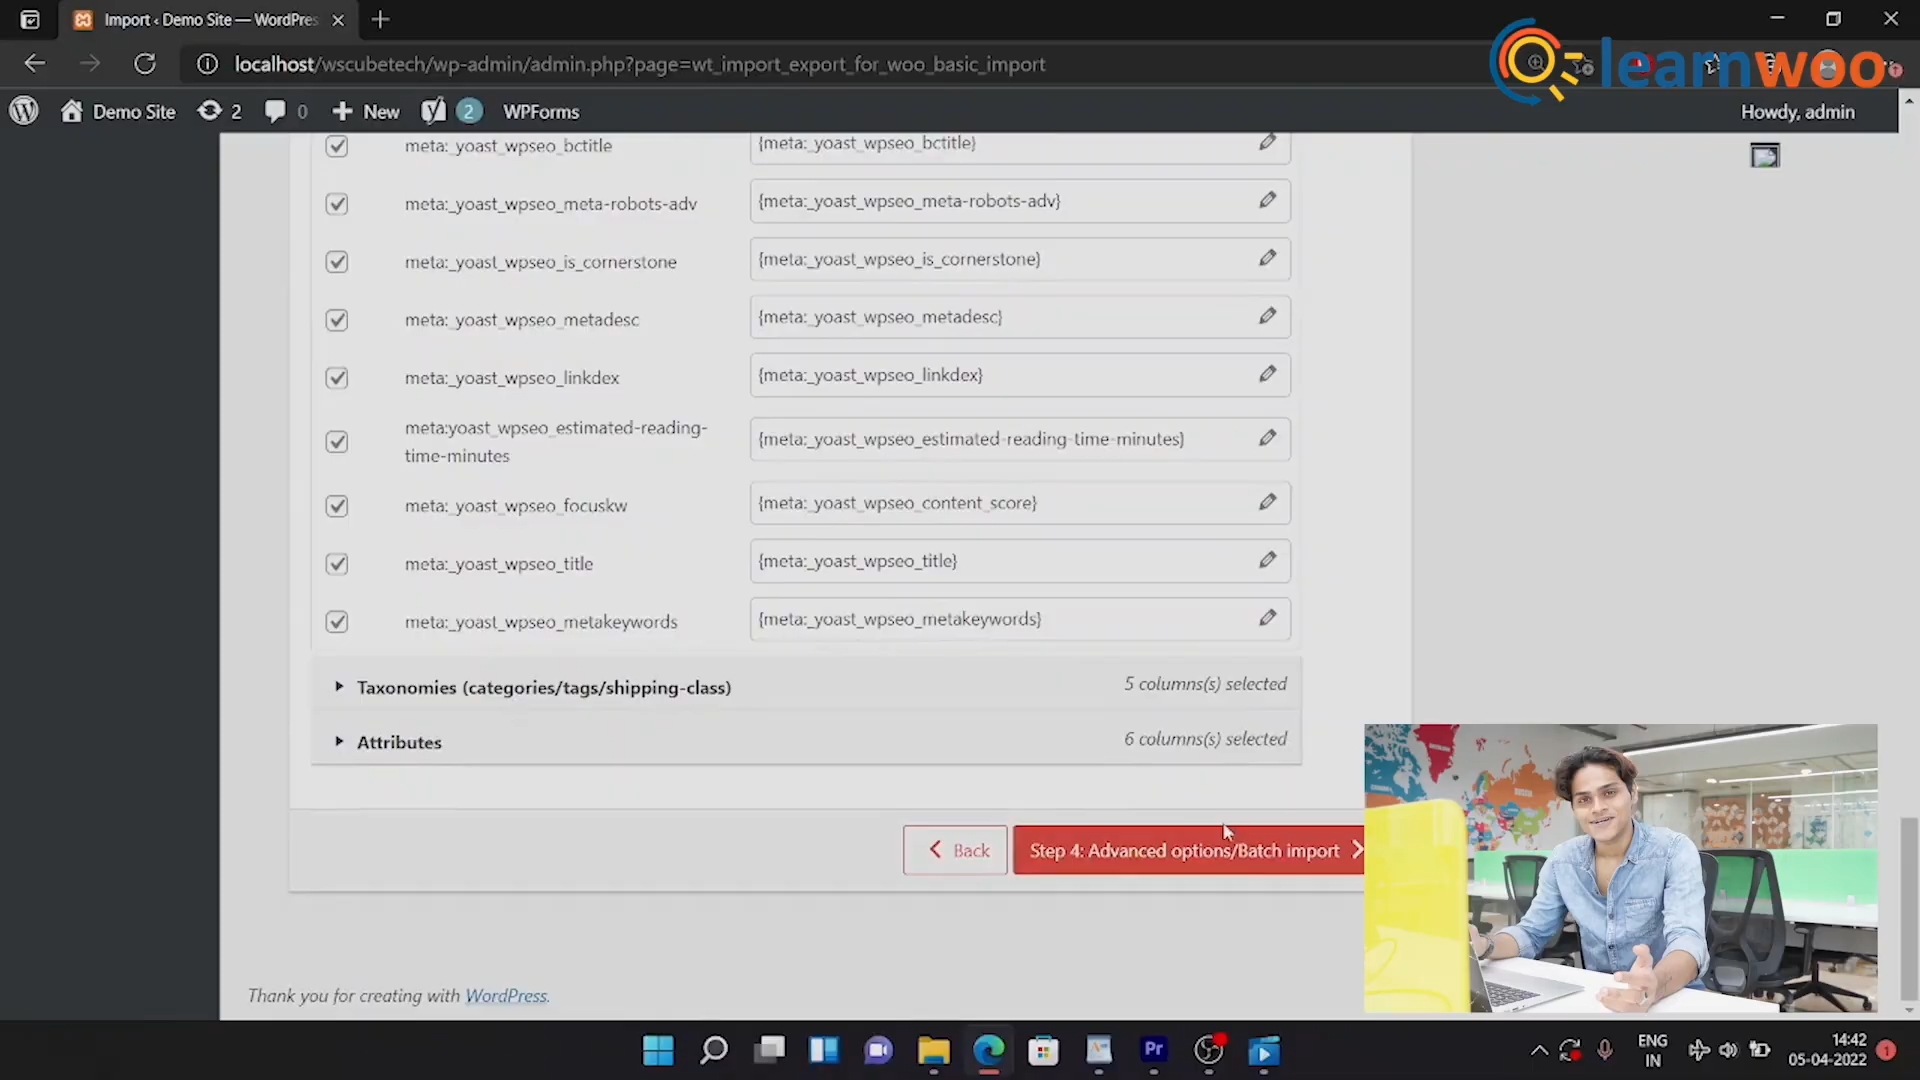 Import ‹ Demo Site — WordPres
localhost/wscubetech/wp-admin/admin.php?page=wt_import_export_for_woo_basic_import
learnwoo
Demo Site 2 0 New 2 WPForms Howdy, admin
meta:_yoast_wpseo_bctitle {meta:_yoast_wpseo_bctitle}
meta:_yoast_wpseo_meta-robots-adv {meta:_yoast_wpseo_meta-robots-adv}
meta:_yoast_wpseo_is_cornerstone {meta:_yoast_wpseo_is_cornerstone}
meta:_yoast_wpseo_metadesc {meta:_yoast_wpseo_metadesc}
meta:_yoast_wpseo_linkdex {meta:_yoast_wpseo_linkdex}
meta:yoast_wpseo_estimated-reading-
time-minutes {meta:_yoast_wpseo_estimated-reading-time-minutes}
meta:_yoast_wpseo_focuskw {meta:_yoast_wpseo_content_score}
meta:_yoast_wpseo_title {meta:_yoast_wpseo_title}
meta:_yoast_wpseo_metakeywords {meta:_yoast_wpseo_metakeywords}
Taxonomies (categories/tags/shipping-class) 5 columns(s) selected
Attributes 6 columns(s) selected
Back Step 4: Advanced options/Batch import
Thank you for creating with WordPress.
Pr
ENG
IN
14:42
05-04-2022
1